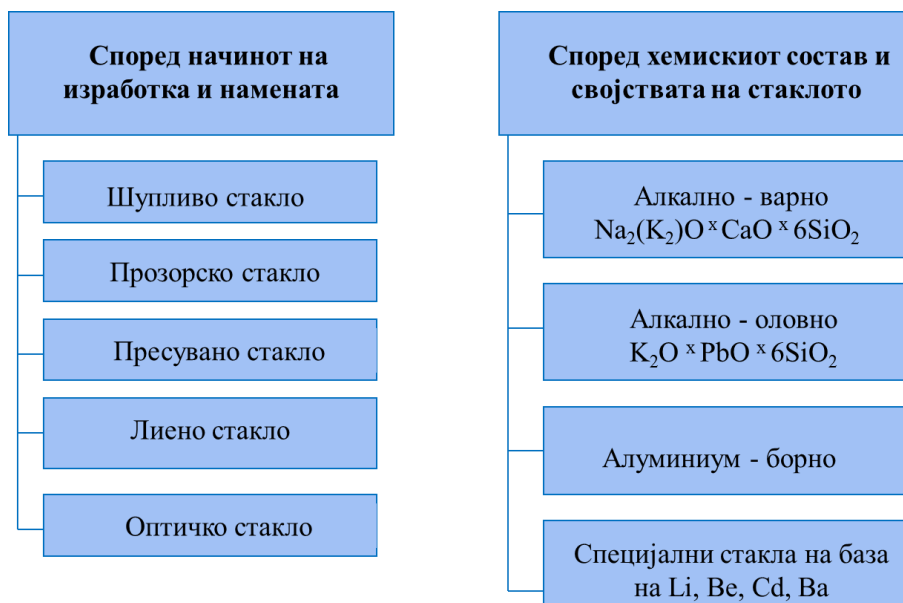 Според начинот на
изработка и намената
Шупливо стакло
Прозорско стакло
Пресувано стакло
Лиено стакло
Оптичко стакло
Според хемискиот состав и
својствата на стаклото
Алкално - варно
Na₂(K₂)O ˣ CaO ˣ 6SiO₂
Алкално - оловно
K₂O ˣ PbO ˣ 6SiO₂
Алуминиум - борно
Специјални стакла на база
на Li, Be, Cd, Ba